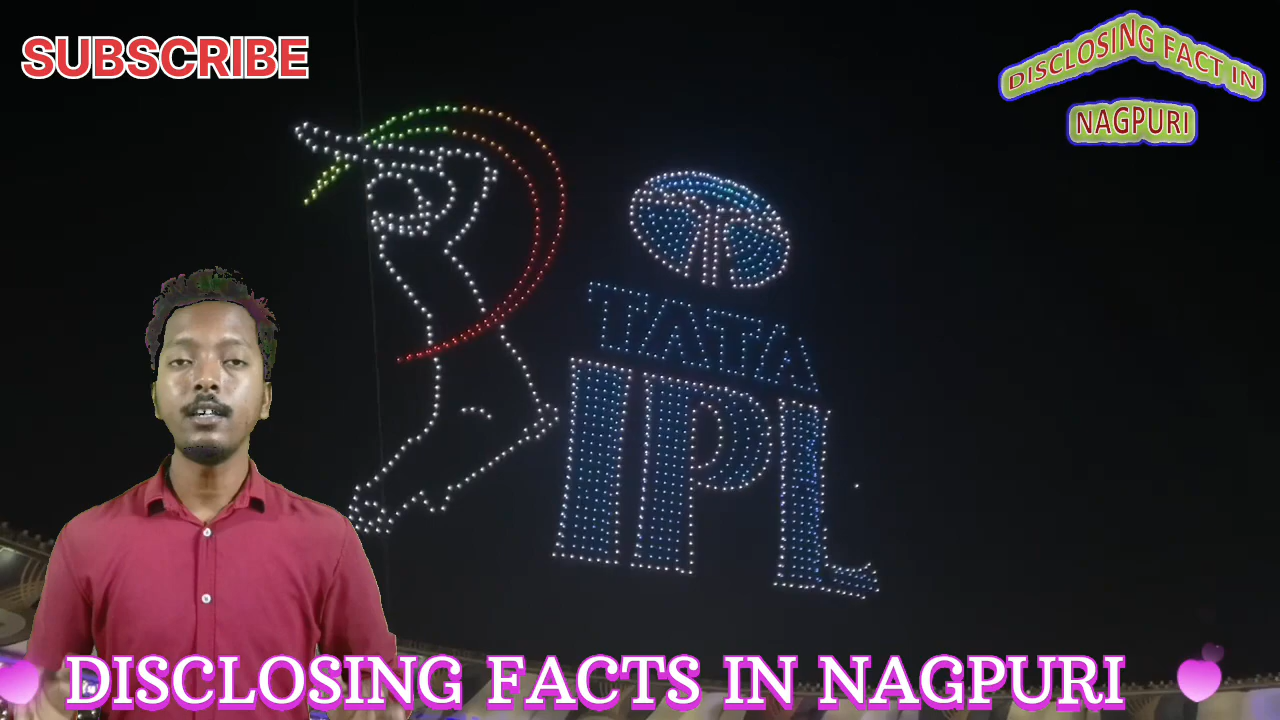 SUBSCRIBE
DISCLOSING FACT IN
NAGPURI
TATA
IPL
DISCLOSING FACTS IN NAGPURI